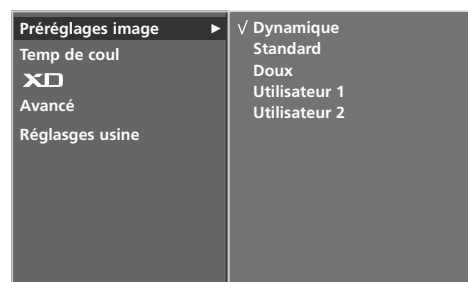 Préréglages image ►
Temp de coul
XD
Avancé
Réglasges usine
√ Dynamique
Standard
Doux
Utilisateur 1
Utilisateur 2